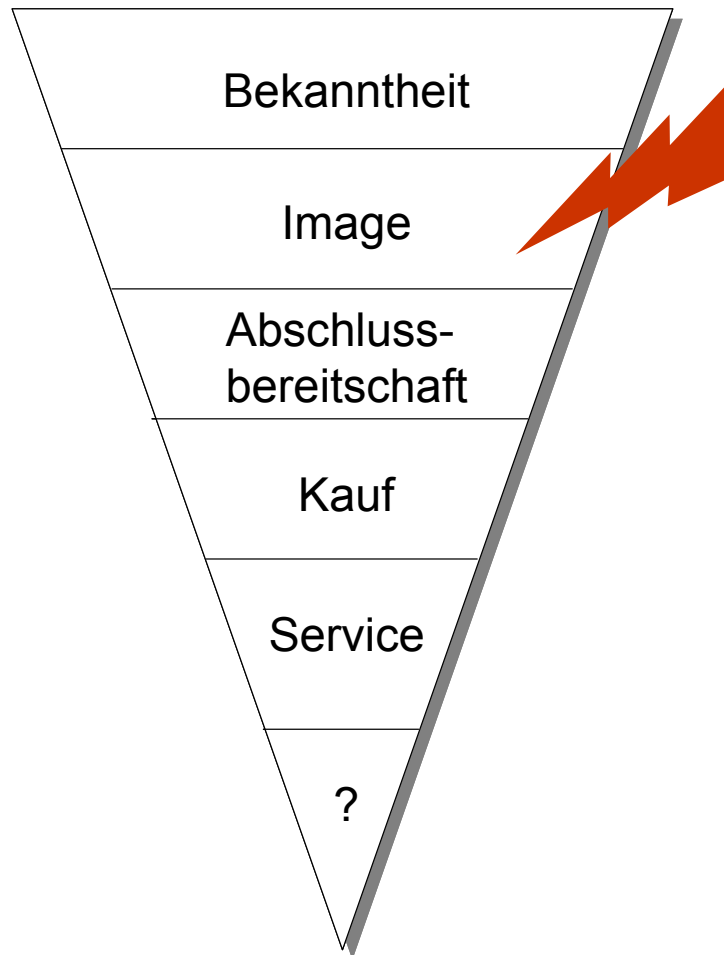 Bekanntheit
Image
Abschluss-
bereitschaft
Kauf
Service
?